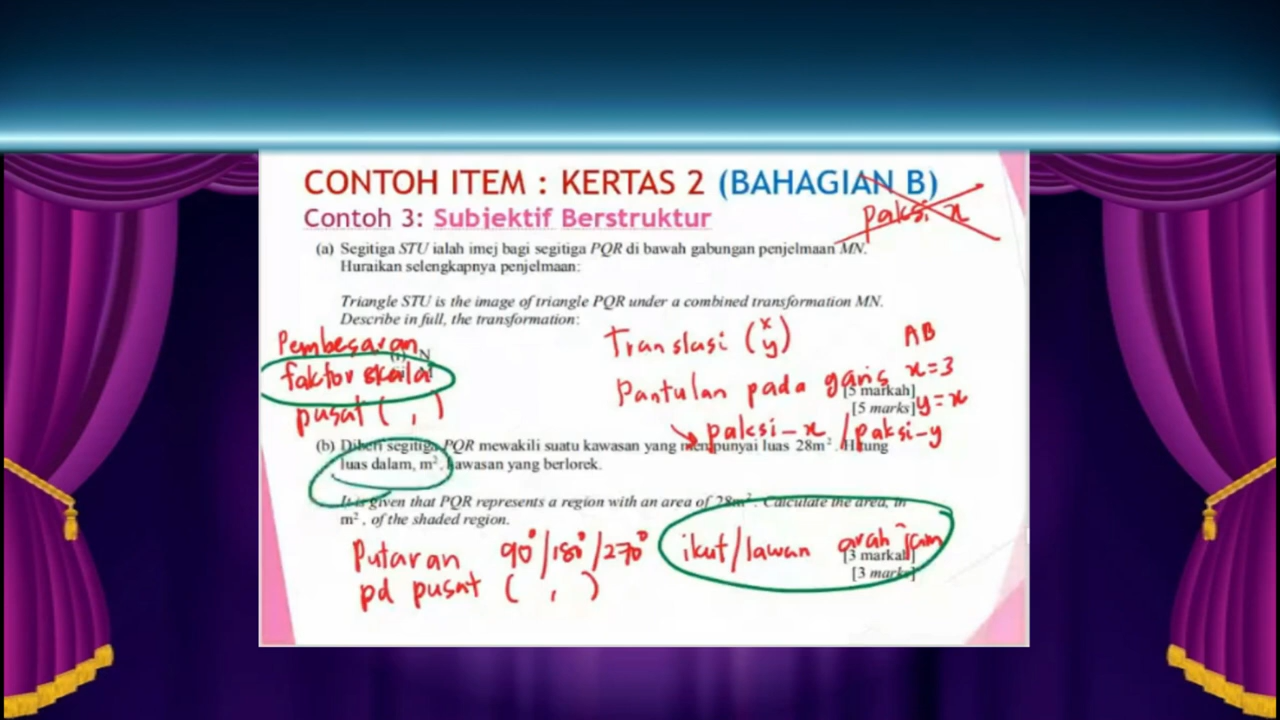 CONTOH ITEM : KERTAS 2 (BAHAGIAN B)
paksi x
Contoh 3: Subjektif Berstruktur
(a) Segitiga STU ialah imej bagi segitiga PQR di bawah gabungan penjelmaan MN.
Huraikan selengkapnya penjelmaan:
Triangle STU is the image of triangle PQR under a combined transformation MN.
Describe in full, the transformation:
Pembesaran
(i) N
faktor skala
pusat ( , )
Translasi (x y)
AB
Pantulan pada garis x=3
y=x
paksi-x / paksi-y
[5 markah]
[5 marks]
(b) Diberi segitiga PQR mewakili suatu kawasan yang mempunyai luas 28m². Hitung
luas dalam, m², kawasan yang berlorek.
It is given that PQR represents a region with an area of 28m². Calculate the area, in
m², of the shaded region.
Putaran 90°/180°/270° ikut/lawan arah jam
pd pusat ( , )
[3 markah]
[3 marks]